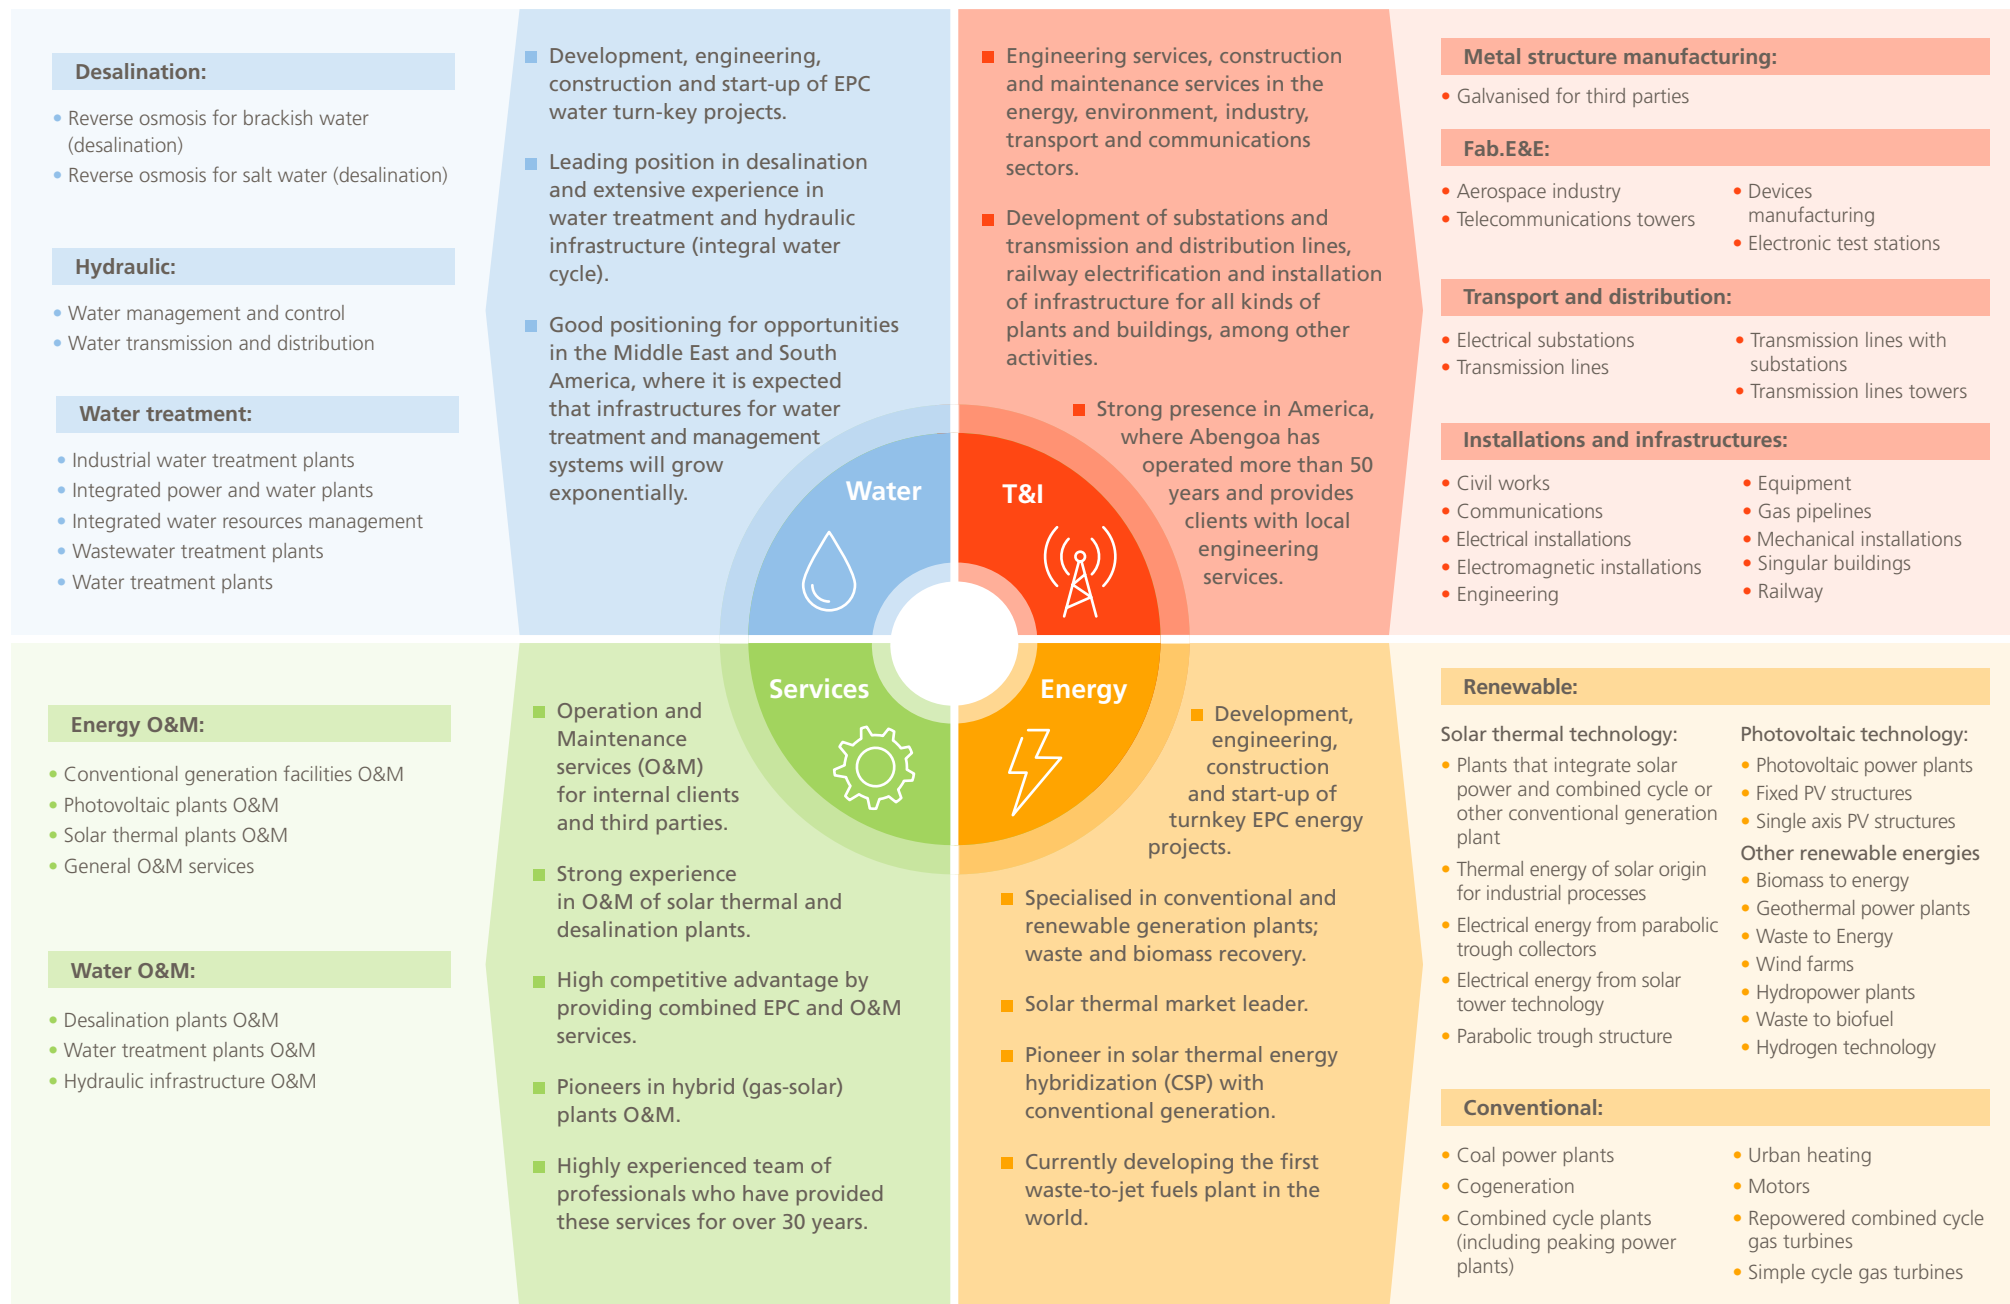 Desalination:
• Reverse osmosis for brackish water
(desalination)
• Reverse osmosis for salt water (desalination)
Hydraulic:
• Water management and control
• Water transmission and distribution
Water treatment:
• Industrial water treatment plants
• Integrated power and water plants
• Integrated water resources management
• Wastewater treatment plants
• Water treatment plants
Development, engineering,
construction and start-up of EPC
water turn-key projects.
Leading position in desalination
and extensive experience in
water treatment and hydraulic
infrastructure (integral water
cycle).
Good positioning for opportunities
in the Middle East and South
America, where it is expected
that infrastructures for water
treatment and management
systems will grow
exponentially.
Water
T&I
Engineering services, construction
and maintenance services in the
energy, environment, industry,
transport and communications
sectors.
Development of substations and
transmission and distribution lines,
railway electrification and installation
of infrastructure for all kinds of
plants and buildings, among other
activities.
Strong presence in America,
where Abengoa has
operated more than 50
years and provides
clients with local
engineering
services.
Metal structure manufacturing:
• Galvanised for third parties
Fab.E&E:
• Aerospace industry
• Telecommunications towers
• Devices
manufacturing
• Electronic test stations
Transport and distribution:
• Electrical substations
• Transmission lines
• Transmission lines with
substations
• Transmission lines towers
Installations and infrastructures:
• Civil works
• Communications
• Electrical installations
• Electromagnetic installations
• Engineering
• Equipment
• Gas pipelines
• Mechanical installations
• Singular buildings
• Railway
Energy O&M:
• Conventional generation facilities O&M
• Photovoltaic plants O&M
• Solar thermal plants O&M
• General O&M services
Water O&M:
• Desalination plants O&M
• Water treatment plants O&M
• Hydraulic infrastructure O&M
Services
Operation and
Maintenance
services (O&M)
for internal clients
and third parties.
Strong experience
in O&M of solar thermal and
desalination plants.
High competitive advantage by
providing combined EPC and O&M
services.
Pioneers in hybrid (gas-solar)
plants O&M.
Highly experienced team of
professionals who have provided
these services for over 30 years.
Energy
Development,
engineering,
construction
and start-up of
turnkey EPC energy
projects.
Specialised in conventional and
renewable generation plants;
waste and biomass recovery.
Solar thermal market leader.
Pioneer in solar thermal energy
hybridization (CSP) with
conventional generation.
Currently developing the first
waste-to-jet fuels plant in the
world.
Renewable:
Solar thermal technology:
• Plants that integrate solar
power and combined cycle or
other conventional generation
plant
• Thermal energy of solar origin
for industrial processes
• Electrical energy from parabolic
trough collectors
• Electrical energy from solar
tower technology
• Parabolic trough structure
Photovoltaic technology:
• Photovoltaic power plants
• Fixed PV structures
• Single axis PV structures
Other renewable energies
• Biomass to energy
• Geothermal power plants
• Waste to Energy
• Wind farms
• Hydropower plants
• Waste to biofuel
• Hydrogen technology
Conventional:
• Coal power plants
• Cogeneration
• Combined cycle plants
(including peaking power
plants)
• Urban heating
• Motors
• Repowered combined cycle
gas turbines
• Simple cycle gas turbines